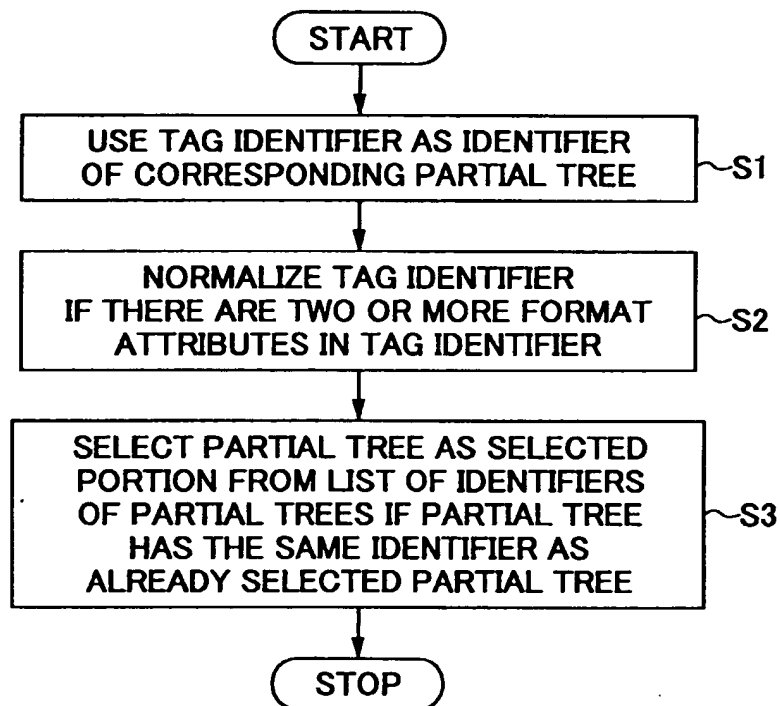 START
USE TAG IDENTIFIER AS IDENTIFIER
OF CORRESPONDING PARTIAL TREE
S1
NORMALIZE TAG IDENTIFIER
IF THERE ARE TWO OR MORE FORMAT
ATTRIBUTES IN TAG IDENTIFIER
S2
SELECT PARTIAL TREE AS SELECTED
PORTION FROM LIST OF IDENTIFIERS
OF PARTIAL TREES IF PARTIAL TREE
HAS THE SAME IDENTIFIER AS
ALREADY SELECTED PARTIAL TREE
S3
STOP